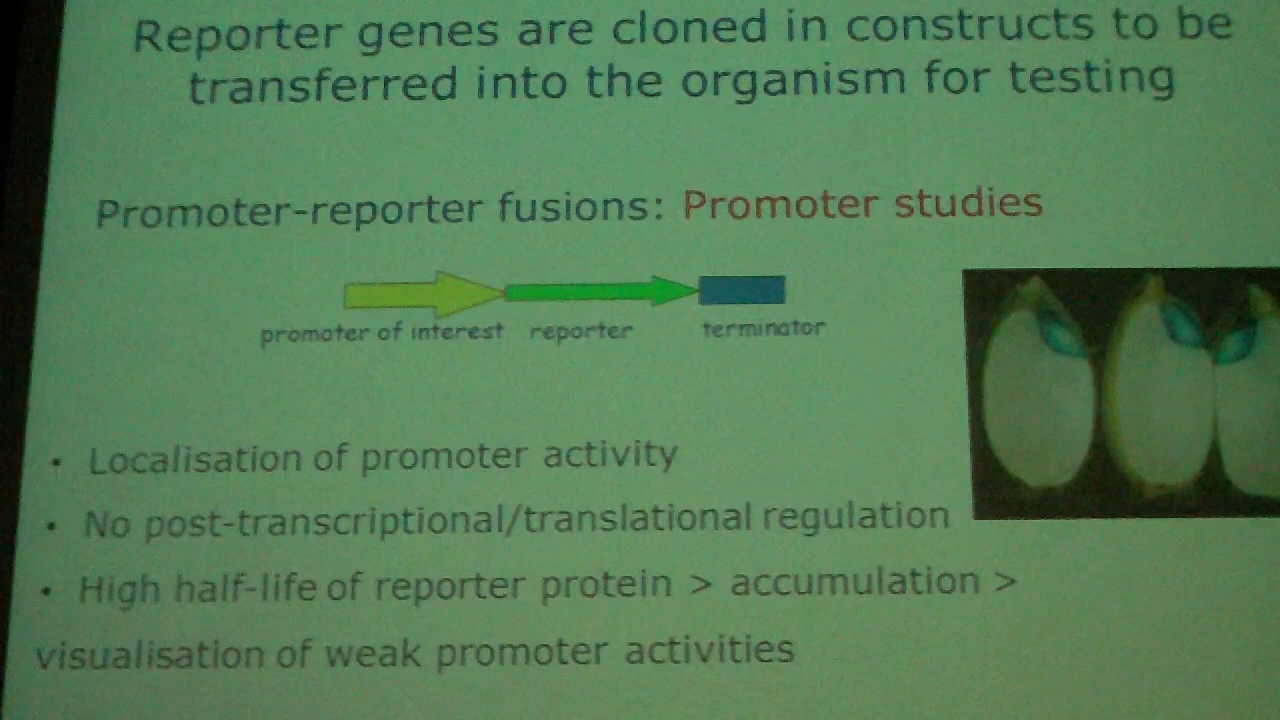 Reporter genes are cloned in constructs to be
transferred into the organism for testing
Promoter-reporter fusions: Promoter studies
promoter of interest reporter terminator
• Localisation of promoter activity
• No post-transcriptional/translational regulation
• High half-life of reporter protein > accumulation >
visualisation of weak promoter activities